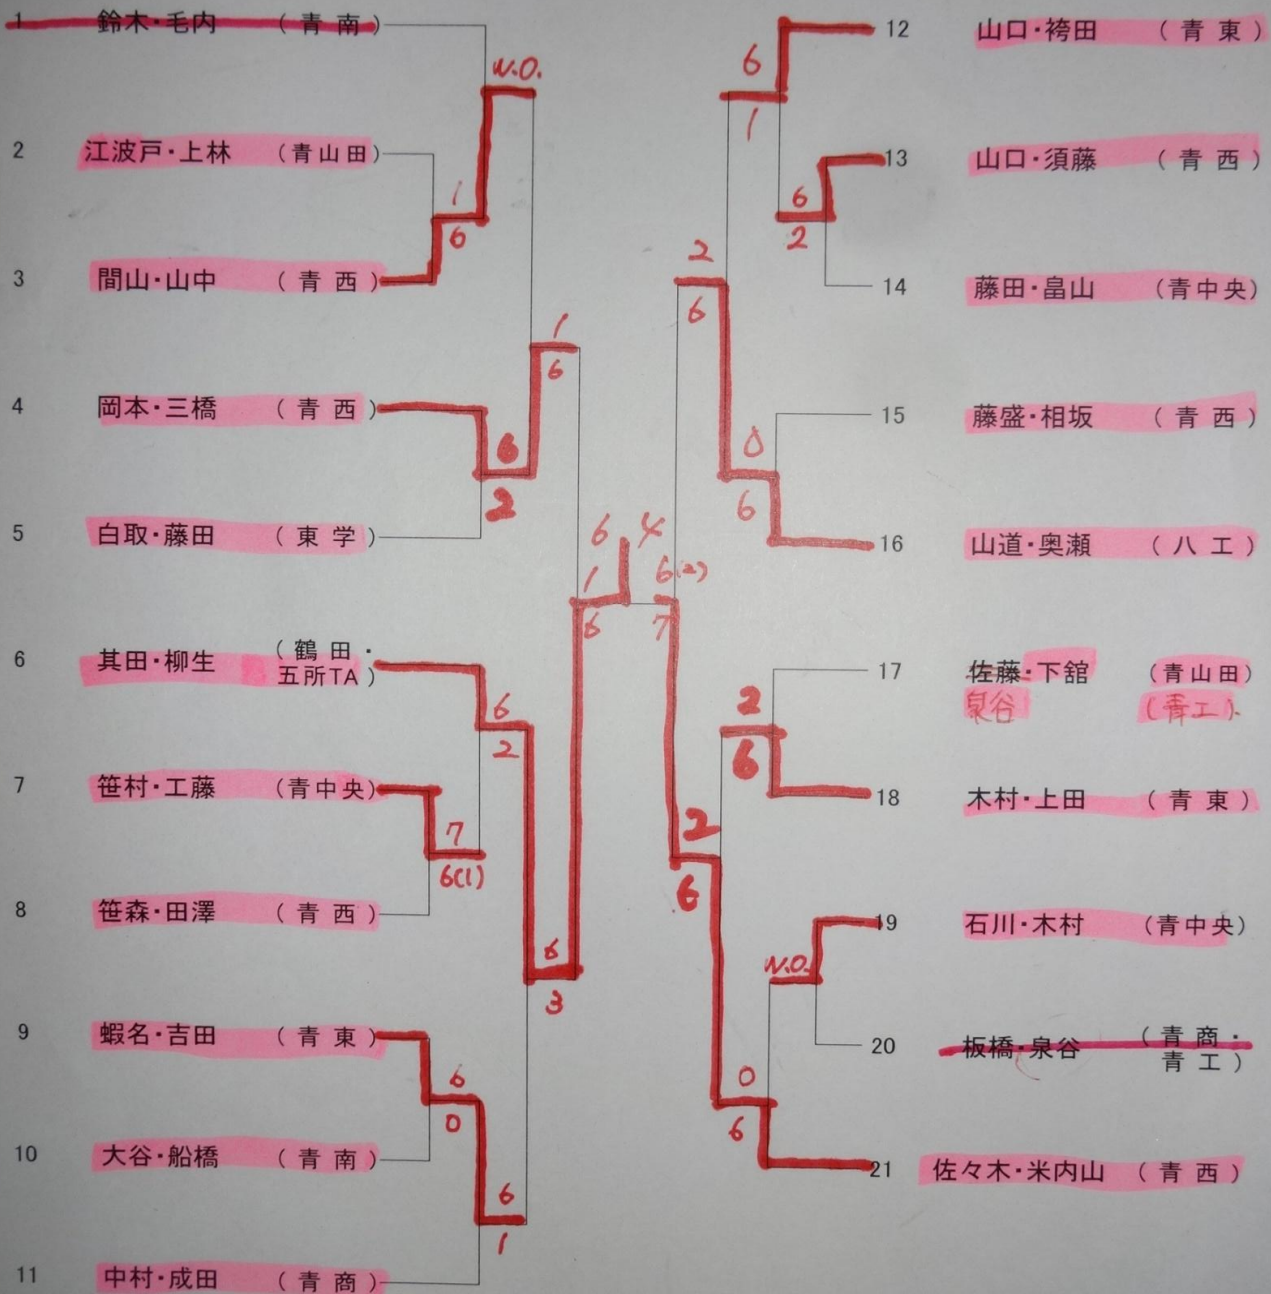 1 鈴木・毛内 (青南)
W.O.
2 江波戸・上林 (青山田)
1
6
3 間山・山中 (青西)
1
6
4 岡本・三橋 (青西)
6
2
5 白取・藤田 (東学)
6 4
1
6
6 其田・柳生 (鶴田・
五所TA)
6
2
7 笹村・工藤 (青中央)
7
6(1)
8 笹森・田澤 (青西)
6
3
9 蝦名・吉田 (青東)
6
0
10 大谷・船橋 (青南)
6
1
11 中村・成田 (青商)
12 山口・袴田 (青東)
6
1
13 山口・須藤 (青西)
6
2
2
6
14 藤田・畠山 (青中央)
15 藤盛・相坂 (青西)
0
6
16 山道・奥瀬 (八工)
6(2)
7
17 佐藤・下舘 (青山田)
泉谷 (青工)
2
6
18 木村・上田 (青東)
2
6
19 石川・木村 (青中央)
W.O.
20 板橋・泉谷 (青商・
青工)
0
6
21 佐々木・米内山 (青西)